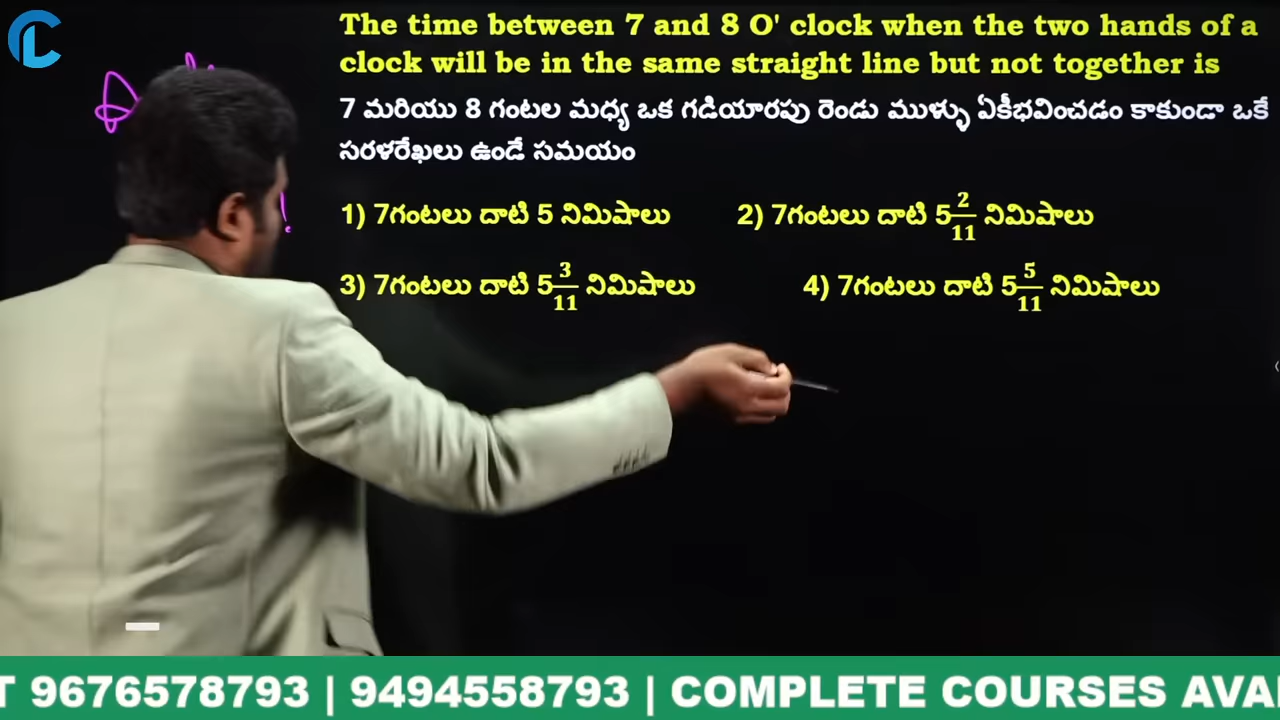 The time between 7 and 8 O' clock when the two hands of a
clock will be in the same straight line but not together is
7 మరియు 8 గంటల మధ్య ఒక గడియారపు రెండు ముళ్ళు ఏకీభవించడం కాకుండా ఒకే
సరళరేఖలు ఉండే సమయం
1) 7గంటలు దాటి 5 నిమిషాలు 2) 7గంటలు దాటి 5 2/11 నిమిషాలు
3) 7గంటలు దాటి 5 3/11 నిమిషాలు 4) 7గంటలు దాటి 5 5/11 నిమిషాలు
9676578793 | 9494558793 | COMPLETE COURSES